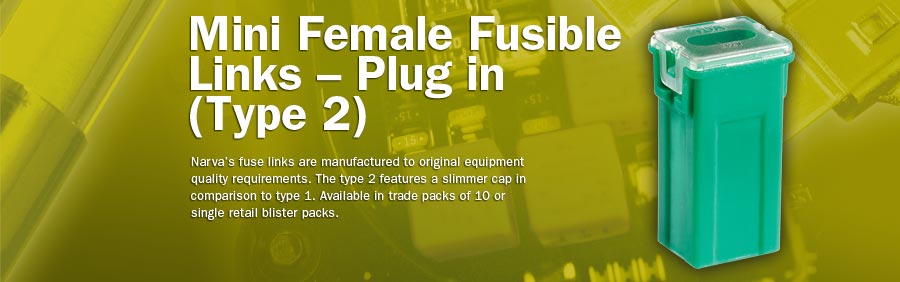 Mini Female Fusible
Links – Plug in
(Type 2)
Narva's fuse links are manufactured to original equipment
quality requirements. The type 2 features a slimmer cap in
comparison to type 1. Available in trade packs of 10 or
single retail blister packs.